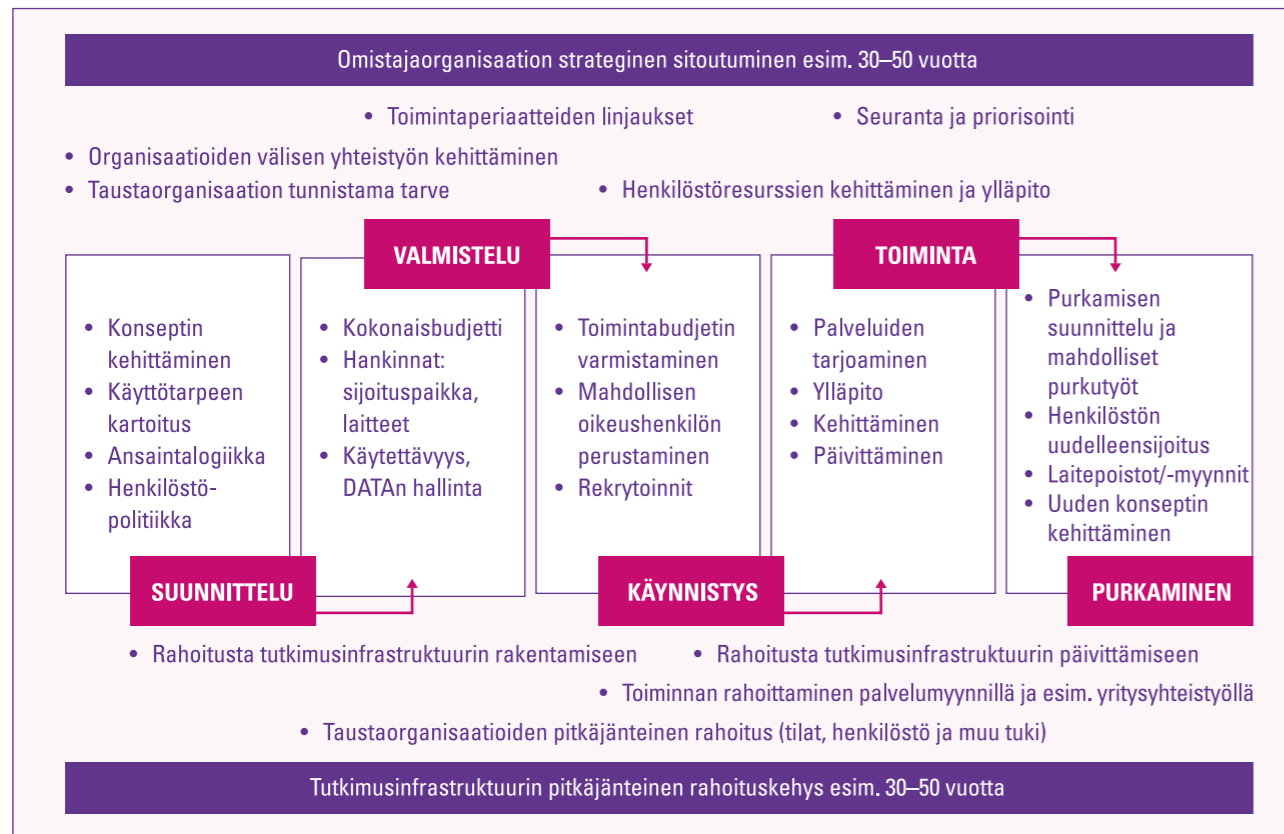 Omistajaorganisaation strateginen sitoutuminen esim. 30–50 vuotta
• Toimintaperiaatteiden linjaukset
• Seuranta ja priorisointi
• Organisaatioiden välisen yhteistyön kehittäminen
• Taustaorganisaation tunnistama tarve
• Henkilöstöresurssien kehittäminen ja ylläpito
• Konseptin
kehittäminen
• Käyttötarpeen
kartoitus
• Ansaintalogiikka
• Henkilöstö-
politiikka
SUUNNITTELU
VALMISTELU
• Kokonaisbudjetti
• Hankinnat:
sijoituspaikka,
laitteet
• Käytettävyys,
DATAn hallinta
• Toimintabudjetin
varmistaminen
• Mahdollisen
oikeushenkilön
perustaminen
• Rekrytoinnit
KÄYNNISTYS
TOIMINTA
• Palveluiden
tarjoaminen
• Ylläpito
• Kehittäminen
• Päivittäminen
• Purkamisen
suunnittelu ja
mahdolliset
purkutyöt
• Henkilöstön
uudelleensijoitus
• Laitepoistot/-myynnit
• Uuden konseptin
kehittäminen
PURKAMINEN
• Rahoitusta tutkimusinfrastruktuurin rakentamiseen
• Rahoitusta tutkimusinfrastruktuurin päivittämiseen
• Toiminnan rahoittaminen palvelumyynnillä ja esim. yritysyhteistyöllä
• Taustaorganisaatioiden pitkäjänteinen rahoitus (tilat, henkilöstö ja muu tuki)
Tutkimusinfrastruktuurin pitkäjänteinen rahoituskehys esim. 30–50 vuotta